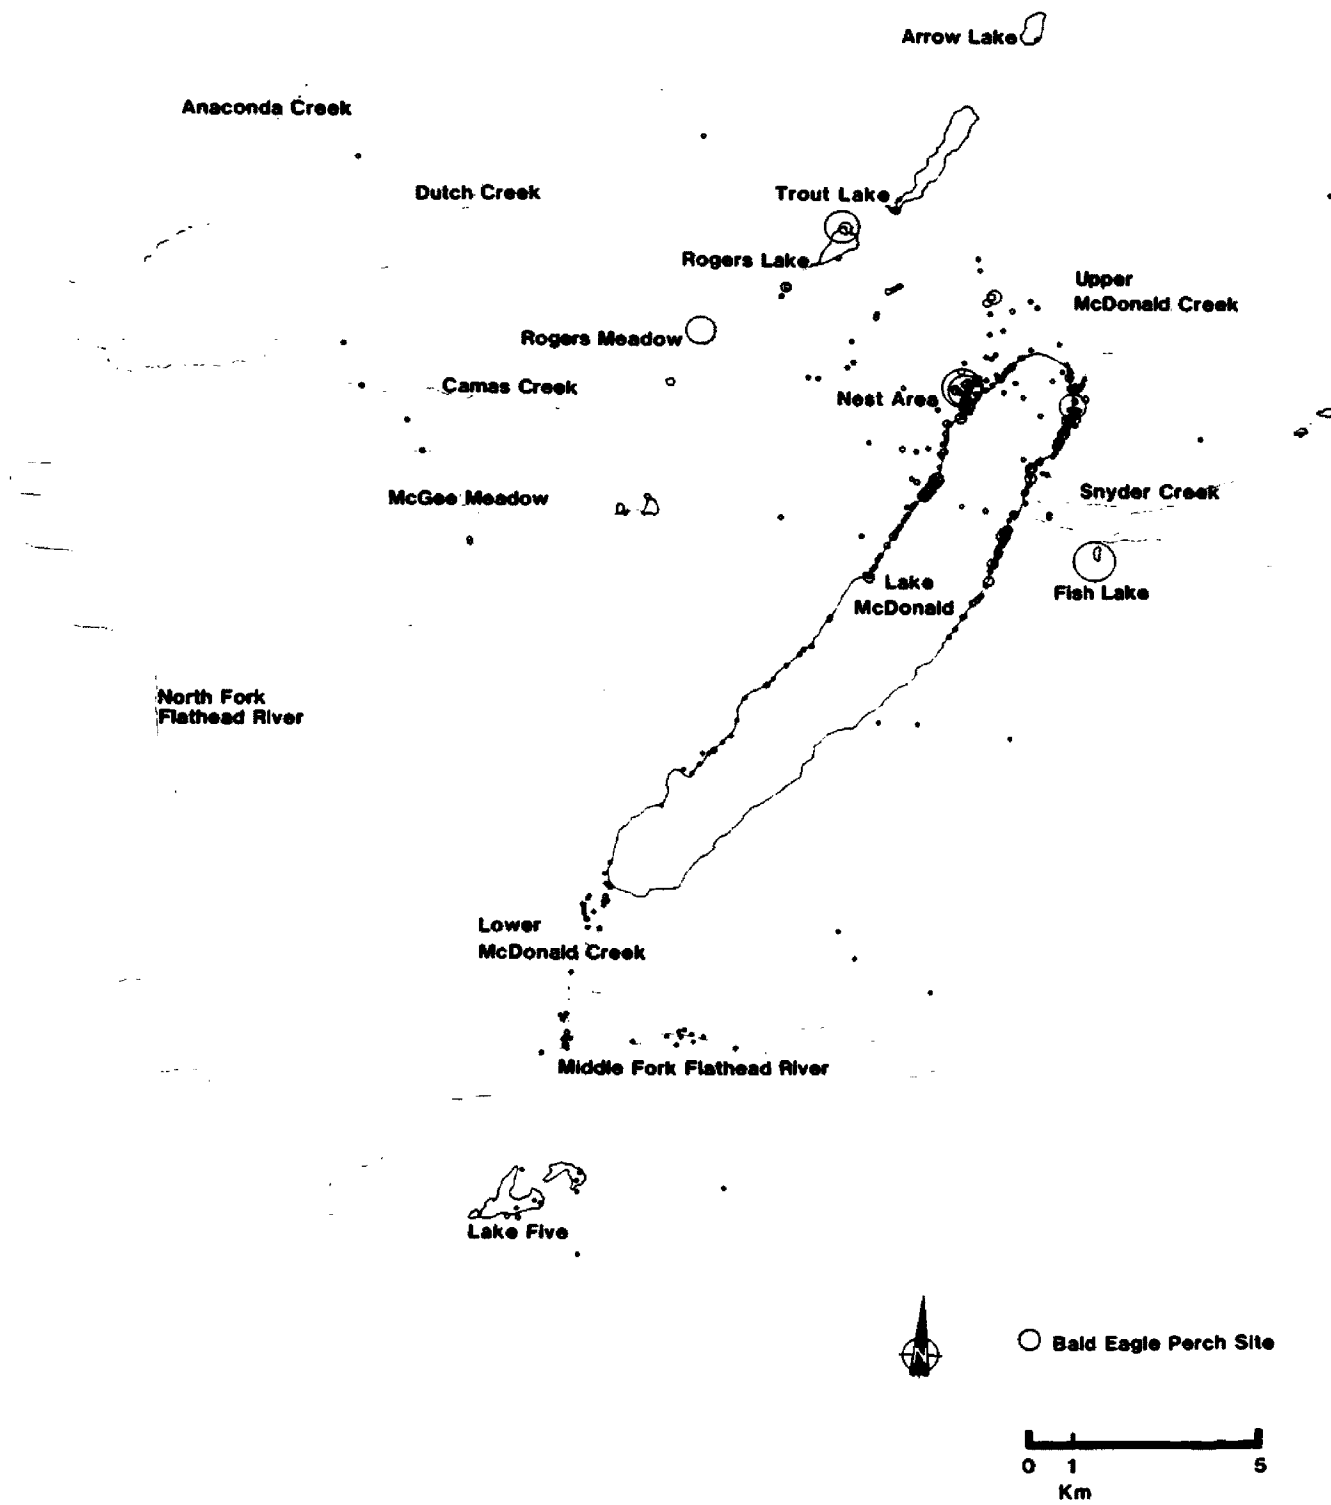 Arrow Lake
Anaconda Creek
Dutch Creek
Trout Lake
Rogers Lake
Upper
McDonald Creek
Rogers Meadow
Camas Creek
Nest Area
McGee Meadow
Snyder Creek
Lake
McDonald
Fish Lake
North Fork
Flathead River
Lower
McDonald Creek
Middle Fork Flathead River
Lake Five
N
Bald Eagle Perch Site
0 1 5
Km